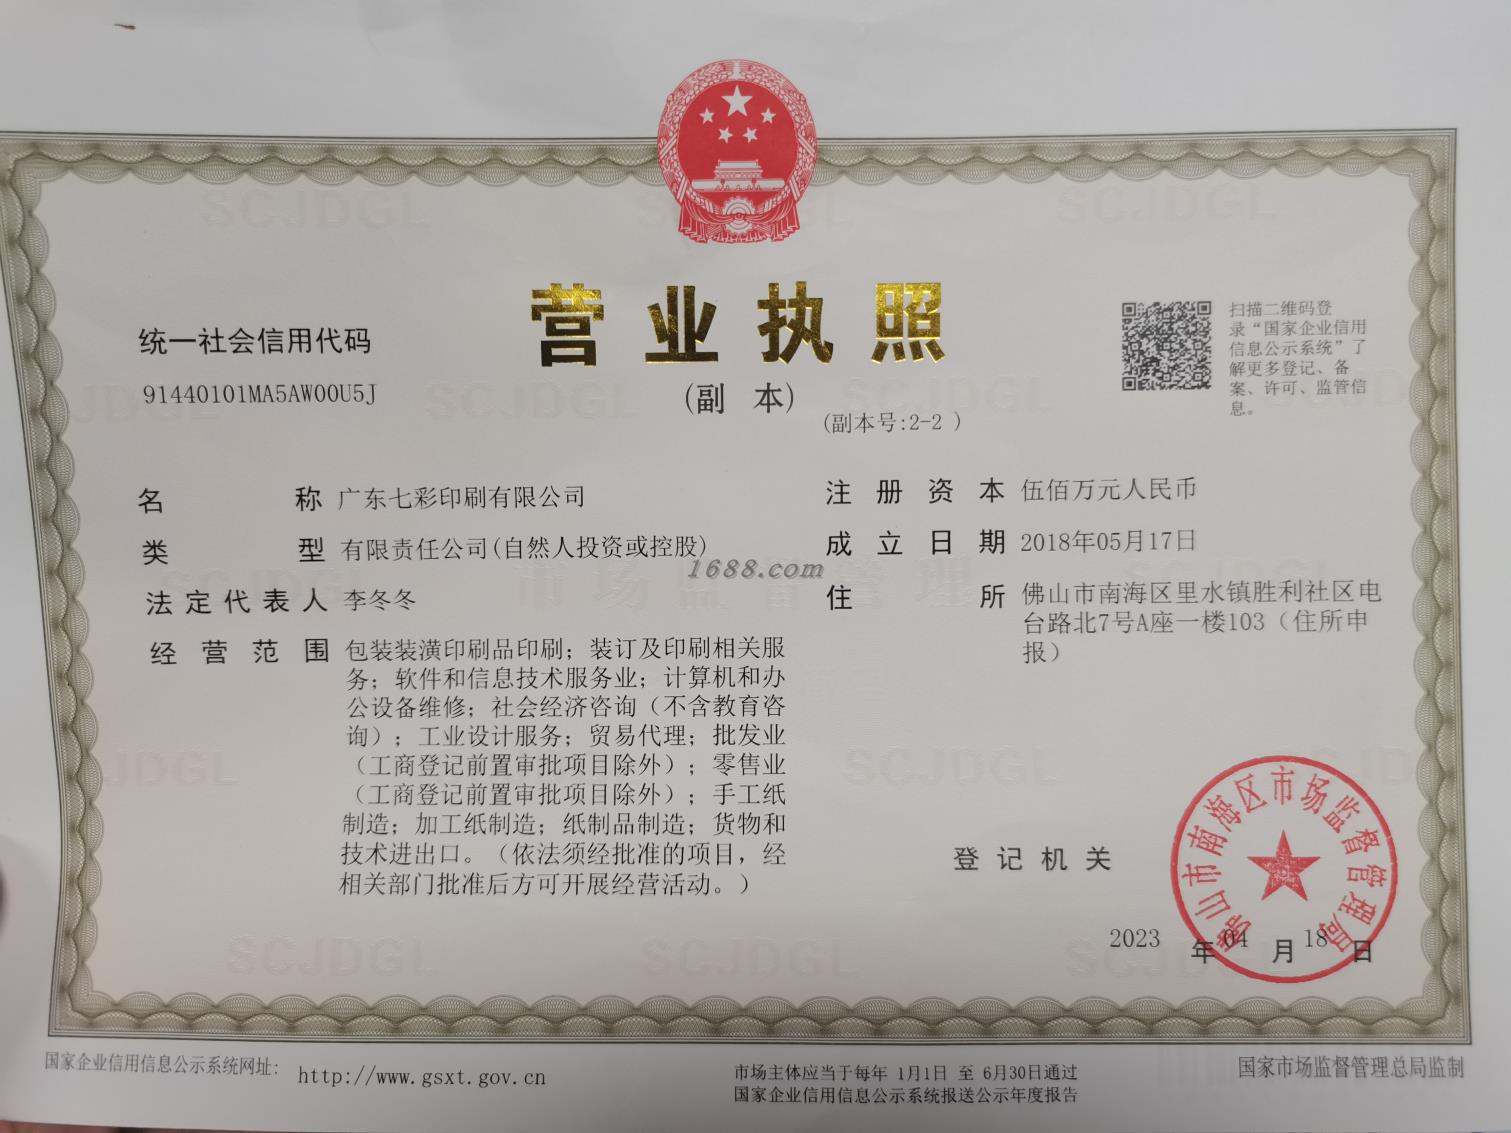 营业执照
(副 本)
(副本号:2-2 )
统一社会信用代码
91440101MA5AW00U5J
扫描二维码登
录“国家企业信用
信息公示系统”了
解更多登记、备
案、许可、监管信
息。
名 称 广东七彩印刷有限公司
类 型 有限责任公司(自然人投资或控股)
法定代表人 李冬冬
经营范围 包装装潢印刷品印刷；装订及印刷相关服
务；软件和信息技术服务业；计算机和办
公设备维修；社会经济咨询（不含教育咨
询）；工业设计服务；贸易代理；批发业
（工商登记前置审批项目除外）；零售业
（工商登记前置审批项目除外）；手工纸
制造；加工纸制造；纸制品制造；货物和
技术进出口。（依法须经批准的项目，经
相关部门批准后方可开展经营活动。）
注册资本 伍佰万元人民币
成立日期 2018年05月17日
住 所 佛山市南海区里水镇胜利社区电
台路北7号A座一楼103（住所申
报）
1688.com
SCJDGL
市场监督管理
登记机关
佛山市南海区市场监督管理局
2023 年 04 月 18 日
国家企业信用信息公示系统网址： http://www.gsxt.gov.cn
市场主体应当于每年 1月1日 至 6月30日通过
国家企业信用信息公示系统报送公示年度报告
国家市场监督管理总局监制